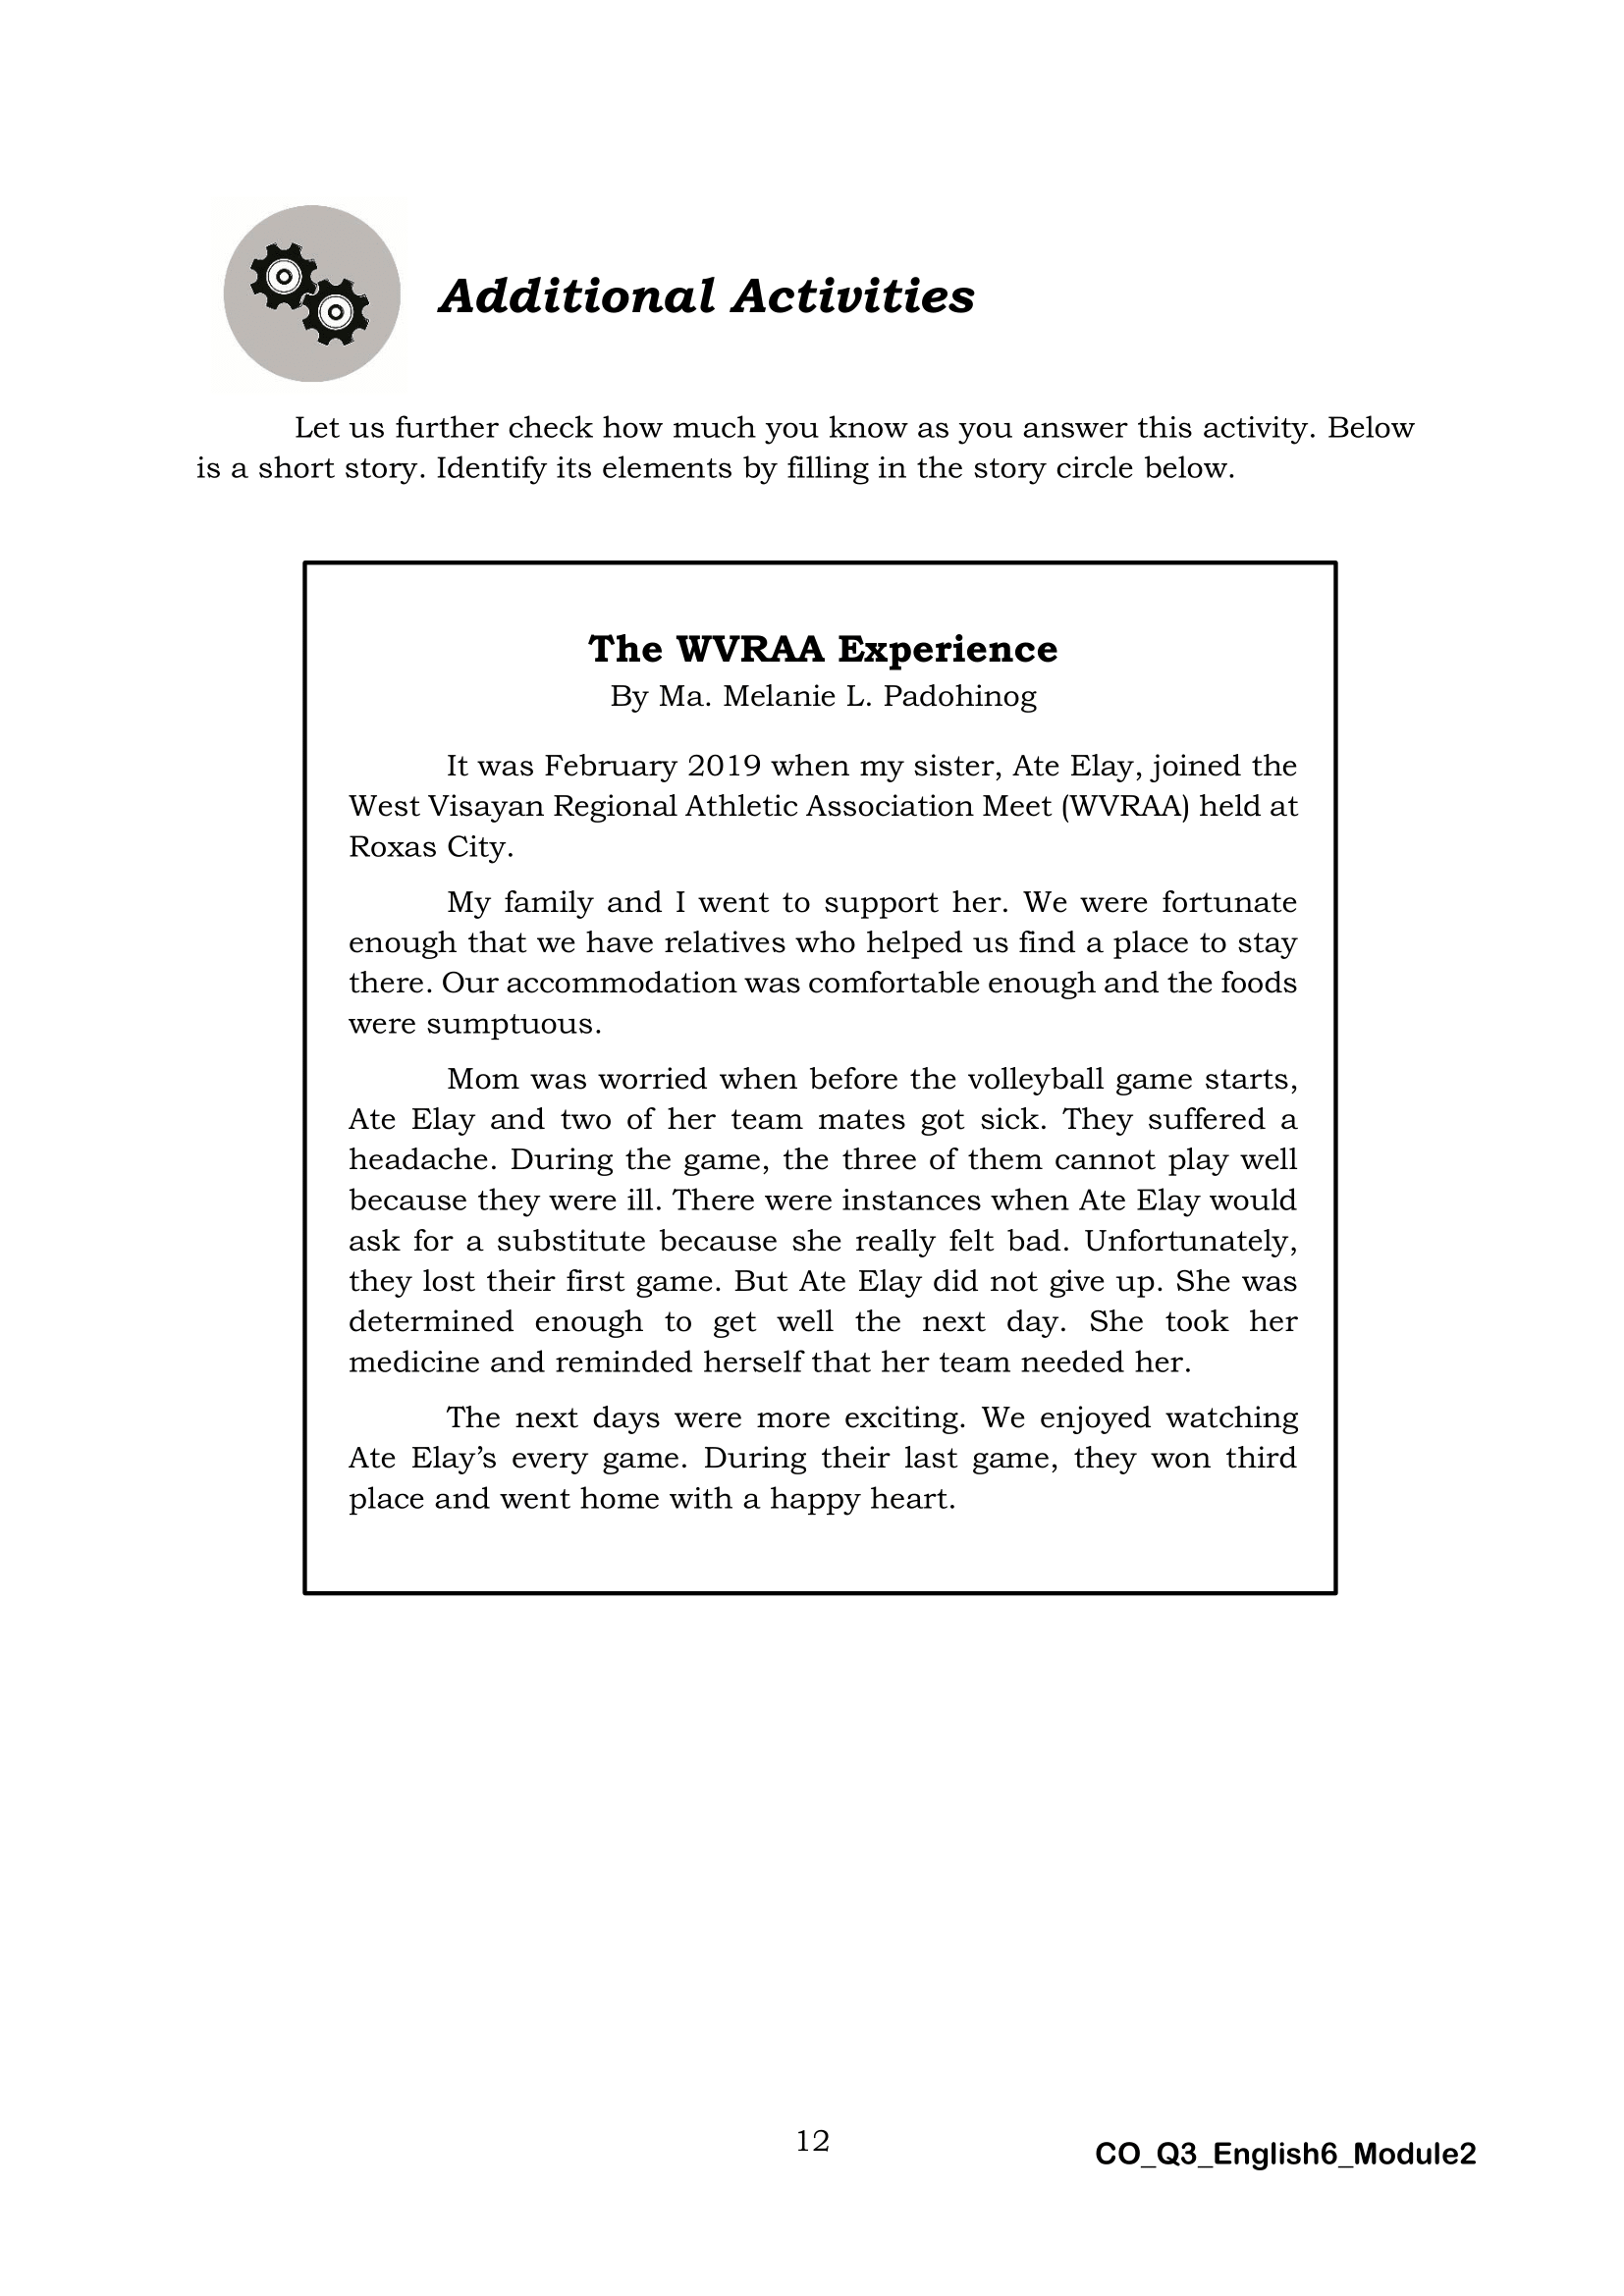 Additional Activities
Let us further check how much you know as you answer this activity. Below
is a short story. Identify its elements by filling in the story circle below.
The WVRAA Experience
By Ma. Melanie L. Padohinog
It was February 2019 when my sister, Ate Elay, joined the
West Visayan Regional Athletic Association Meet (WVRAA) held at
Roxas City.
My family and I went to support her. We were fortunate
enough that we have relatives who helped us find a place to stay
there. Our accommodation was comfortable enough and the foods
were sumptuous.
Mom was worried when before the volleyball game starts,
Ate Elay and two of her team mates got sick. They suffered a
headache. During the game, the three of them cannot play well
because they were ill. There were instances when Ate Elay would
ask for a substitute because she really felt bad. Unfortunately,
they lost their first game. But Ate Elay did not give up. She was
determined enough to get well the next day. She took her
medicine and reminded herself that her team needed her.
The next days were more exciting. We enjoyed watching
Ate Elay’s every game. During their last game, they won third
place and went home with a happy heart.
12
CO_Q3_English6_Module2